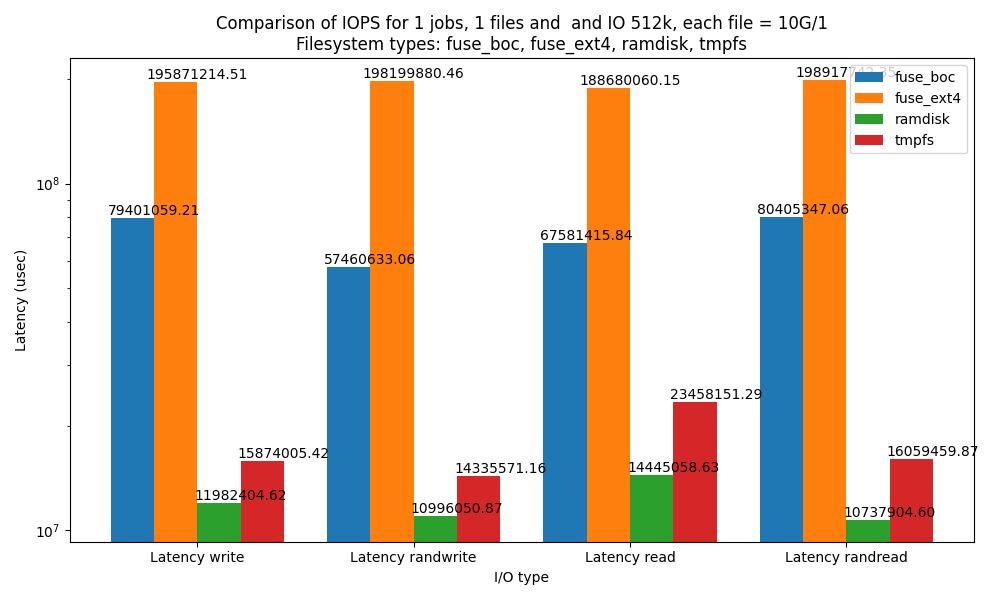 Comparison of IOPS for 1 jobs, 1 files and  and IO 512k, each file = 10G/1
Filesystem types: fuse_boc, fuse_ext4, ramdisk, tmpfs
195871214.51
198199880.46
188680060.15
fuse_boc
fuse_ext4
ramdisk
tmpfs
10^8
79401059.21
57460633.06
67581415.84
80405347.06
Latency (usec)
23458151.29
15874005.42
14335571.16
14445058.63
16059459.87
11982404.62
10996050.87
10737904.60
10^7
Latency write
Latency randwrite
Latency read
Latency randread
I/O type